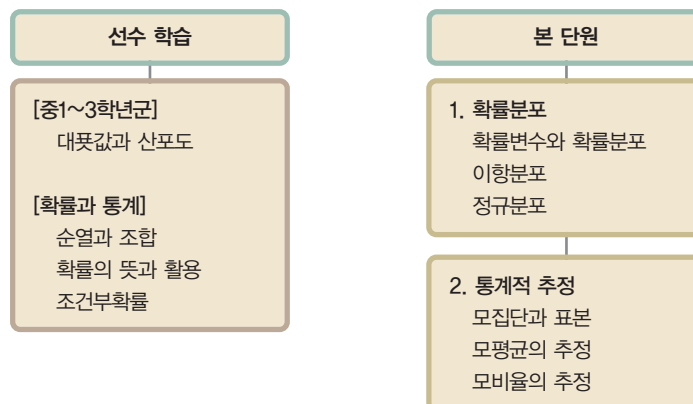 선수 학습
[중1~3학년군]
대푯값과 산포도
[확률과 통계]
순열과 조합
확률의 뜻과 활용
조건부확률
본 단원
1. 확률분포
확률변수와 확률분포
이항분포
정규분포
2. 통계적 추정
모집단과 표본
모평균의 추정
모비율의 추정